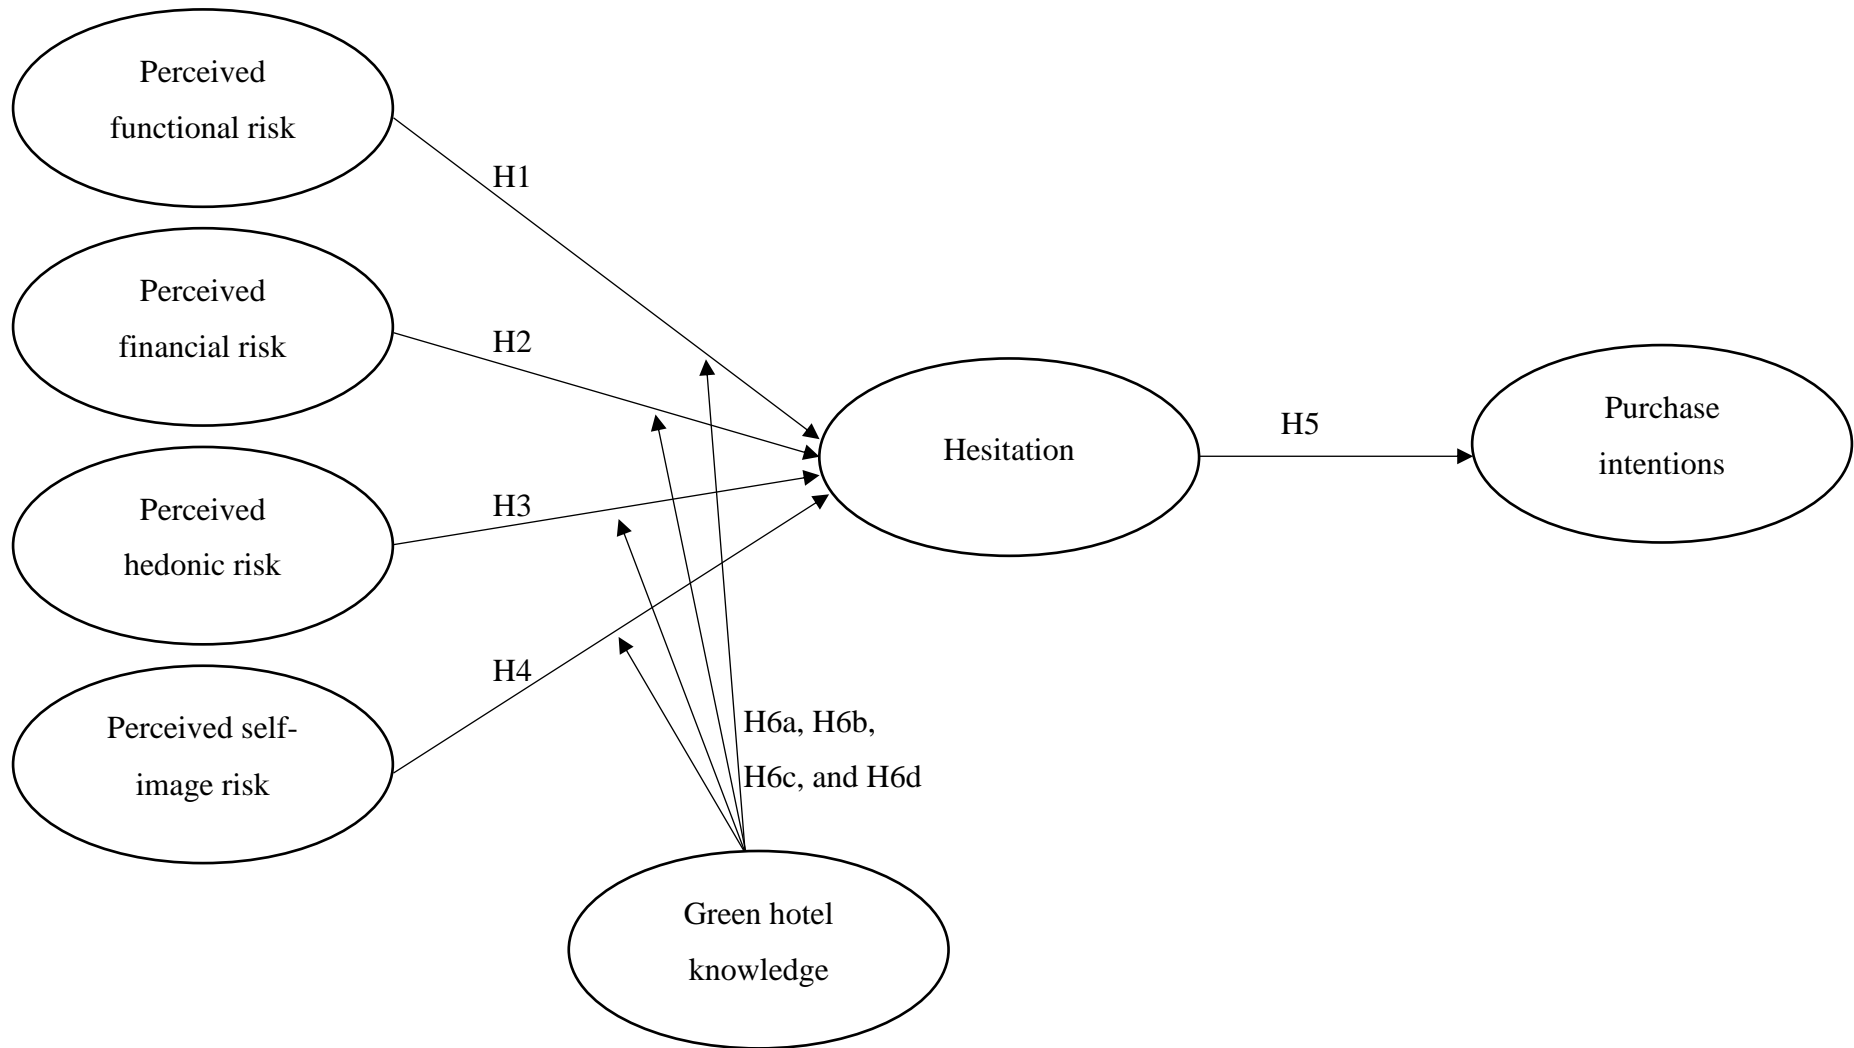 Perceived
functional risk
H1
Perceived
financial risk
H2
Perceived
hedonic risk
H3
Perceived self-
image risk
H4
Hesitation
H5
Purchase
intentions
H6a, H6b,
H6c, and H6d
Green hotel
knowledge